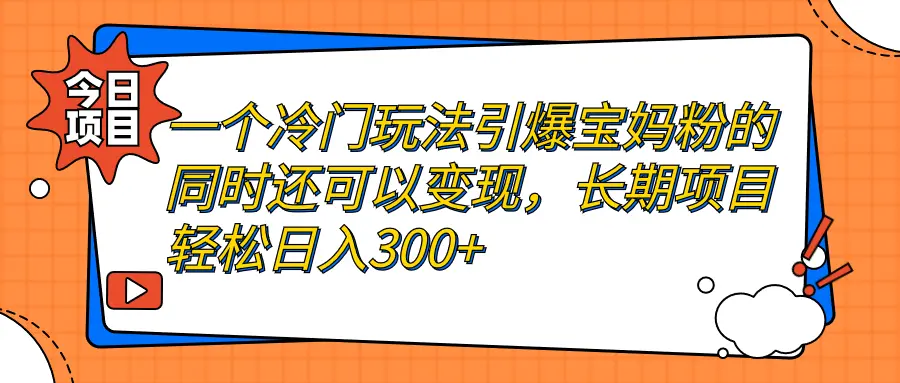 今日
项目
一个冷门玩法引爆宝妈粉的
同时还可以变现，长期项目
轻松日入300+